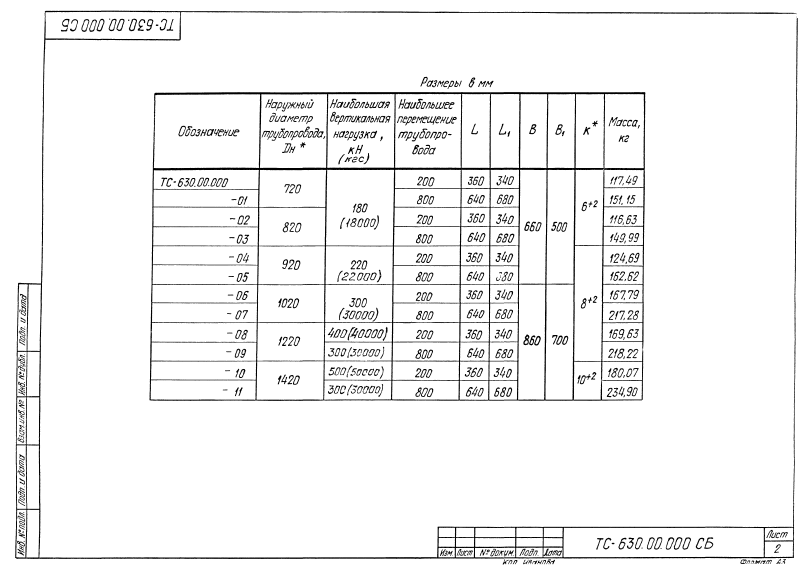 ТС-630.00.000 СБ
Размеры в мм
Обозначение
Наружный
диаметр
трубопровода,
Dн *
Наибольшая
вертикальная
нагрузка,
кН
(кгс)
Наибольшее
перемещение
трубопро-
вода
L
L₁
B
B₁
к*
Масса,
кг
ТС-630.00.000 720 180 (18000) 200 360 340 660 500 6+2 117,49
-01 800 640 680 151,15
-02 820 200 360 340 116,63
-03 800 640 680 149,99
-04 920 220 (22000) 200 360 340 8+2 124,69
-05 800 640 680 162,62
-06 1020 300 (30000) 200 360 340 860 700 167,79
-07 800 640 680 217,28
-08 1220 400(40000) 200 360 340 169,63
-09 300(30000) 800 640 680 218,22
-10 1420 500(50000) 200 360 340 10+2 180,07
-11 300(30000) 800 640 680 234,90
Подп. и дата
Инв. № дубл.
Взам. инв. №
Подп. и дата
Инв. № подл.
Изм. Лист № докум. Подп. Дата
ТС-630.00.000 СБ
Лист
2
Коп. Иванова
Формат А3